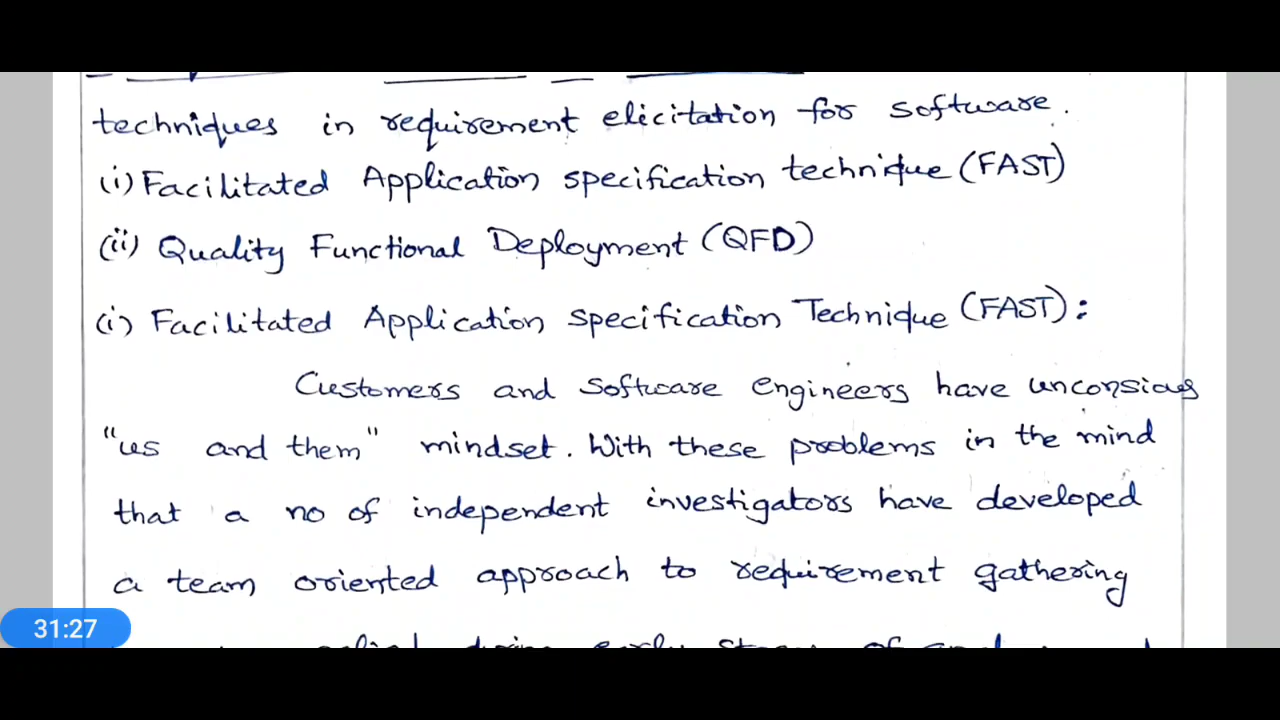 techniques in requirement elicitation for software.
(i) Facilitated Application specification technique (FAST)
(ii) Quality Functional Deployment (QFD)
(i) Facilitated Application specification Technique (FAST) :
Customers and software engineers have unconsious
"us and them" mindset. With these problems in the mind
that a no of independent investigators have developed
a team oriented approach to requirement gathering
31:27